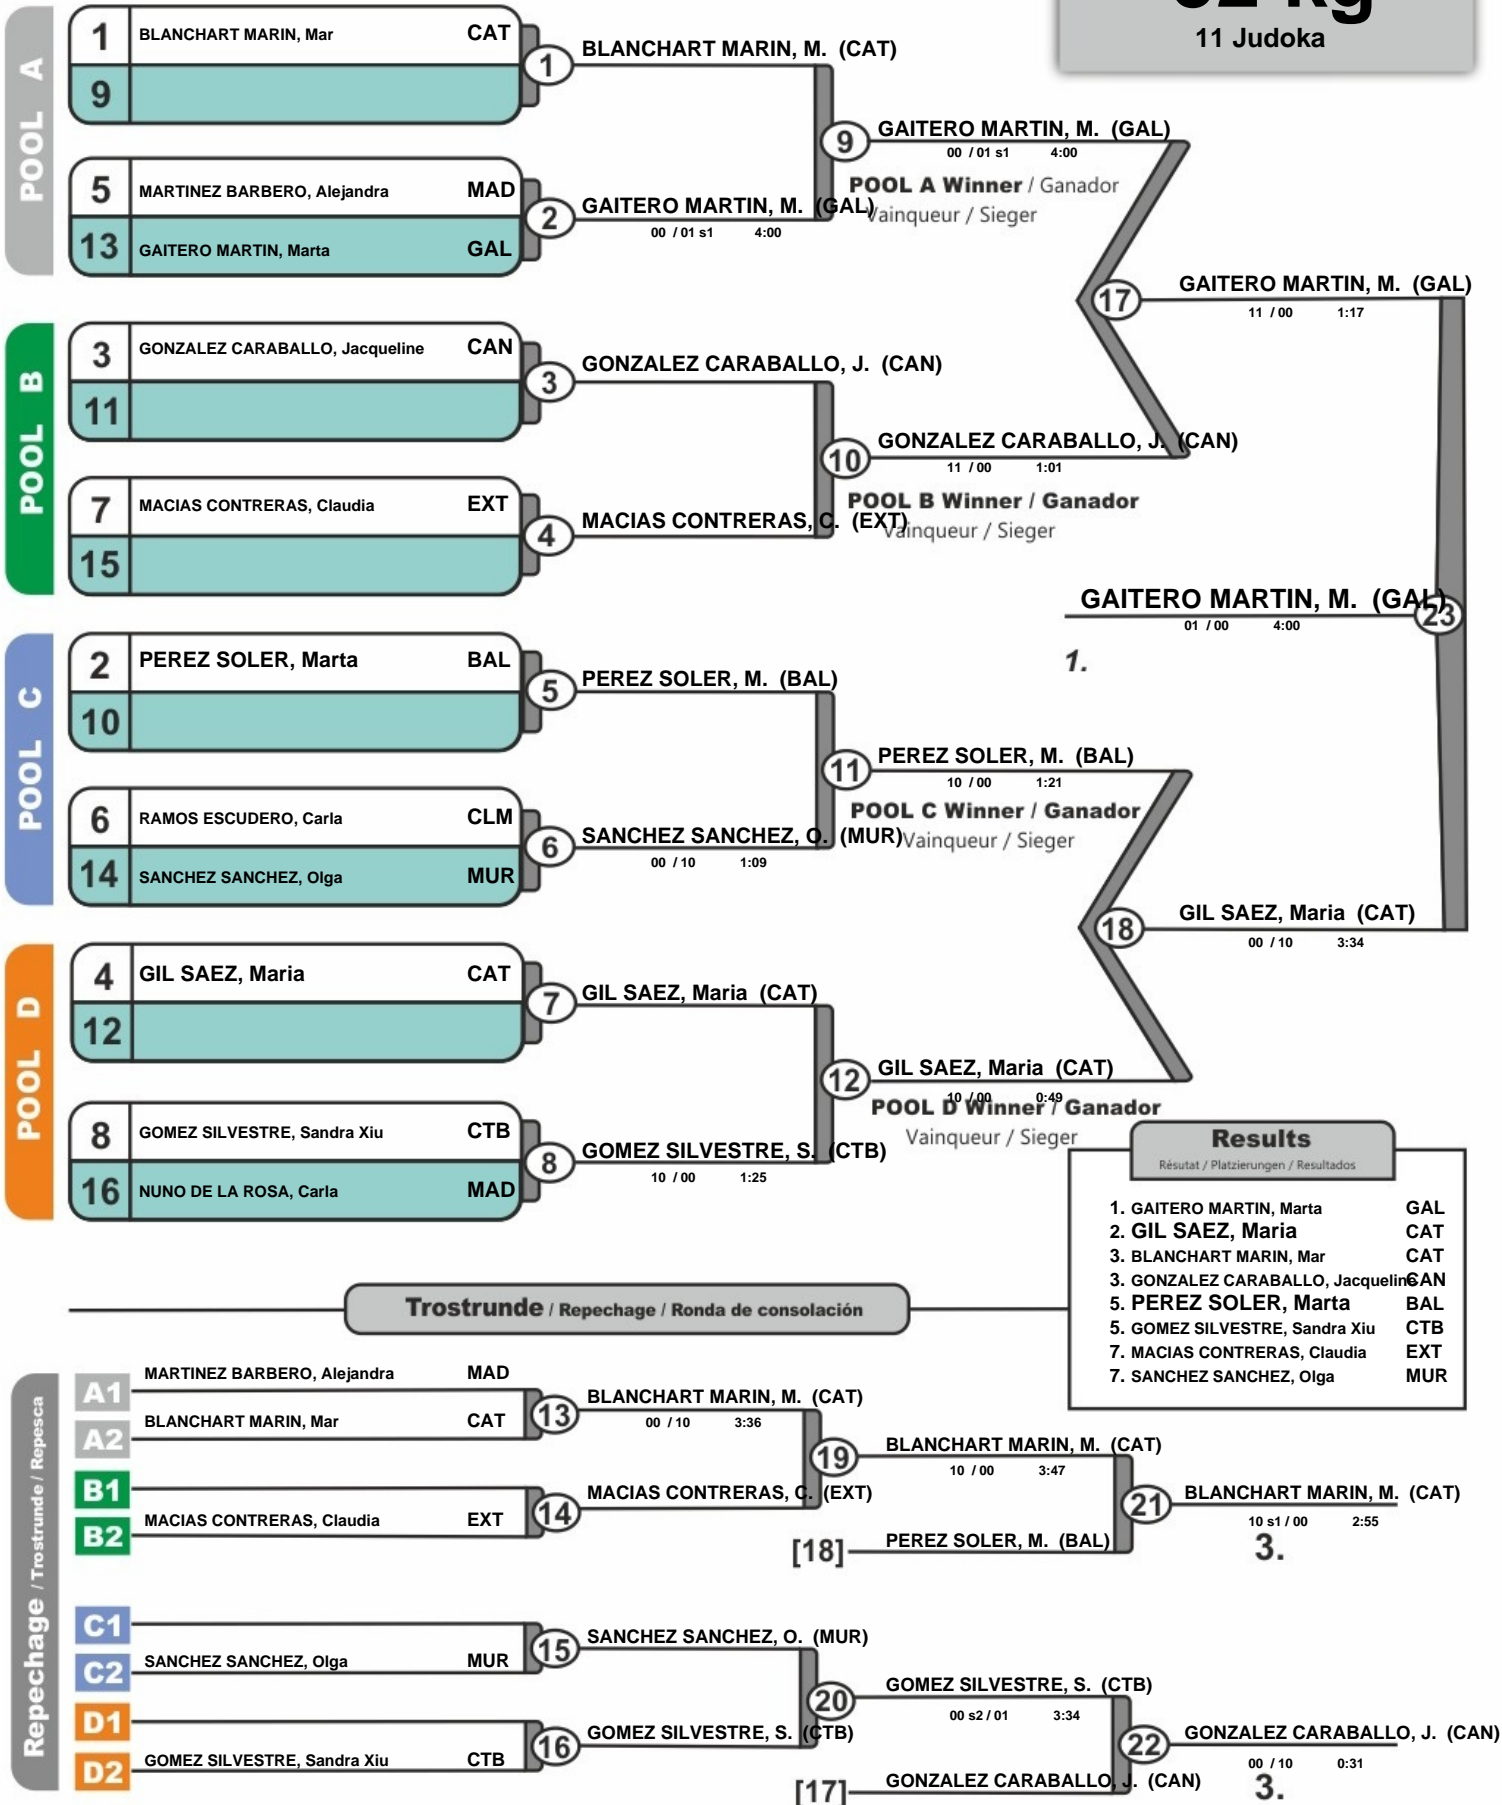 11 Judoka
POOL A
1 BLANCHART MARIN, Mar CAT
9
1 BLANCHART MARIN, M. (CAT)
5 MARTINEZ BARBERO, Alejandra MAD
13 GAITERO MARTIN, Marta GAL
2 GAITERO MARTIN, M. (GAL)
00 / 01 s1 4:00
9 GAITERO MARTIN, M. (GAL)
00 / 01 s1 4:00
POOL A Winner / Ganador
Vainqueur / Sieger
POOL B
3 GONZALEZ CARABALLO, Jacqueline CAN
11
3 GONZALEZ CARABALLO, J. (CAN)
7 MACIAS CONTRERAS, Claudia EXT
15
4 MACIAS CONTRERAS, C. (EXT)
10 GONZALEZ CARABALLO, J. (CAN)
11 / 00 1:01
POOL B Winner / Ganador
Vainqueur / Sieger
17 GAITERO MARTIN, M. (GAL)
11 / 00 1:17
GAITERO MARTIN, M. (GAL) 23
01 / 00 4:00
1.
POOL C
2 PEREZ SOLER, Marta BAL
10
5 PEREZ SOLER, M. (BAL)
6 RAMOS ESCUDERO, Carla CLM
14 SANCHEZ SANCHEZ, Olga MUR
6 SANCHEZ SANCHEZ, O. (MUR)
00 / 10 1:09
11 PEREZ SOLER, M. (BAL)
10 / 00 1:21
POOL C Winner / Ganador
Vainqueur / Sieger
POOL D
4 GIL SAEZ, Maria CAT
12
7 GIL SAEZ, Maria (CAT)
8 GOMEZ SILVESTRE, Sandra Xiu CTB
16 NUNO DE LA ROSA, Carla MAD
8 GOMEZ SILVESTRE, S. (CTB)
10 / 00 1:25
12 GIL SAEZ, Maria (CAT)
10 / 00 0:49
POOL D Winner / Ganador
Vainqueur / Sieger
18 GIL SAEZ, Maria (CAT)
00 / 10 3:34
Results
Résutat / Platzierungen / Resultados
1. GAITERO MARTIN, Marta GAL
2. GIL SAEZ, Maria CAT
3. BLANCHART MARIN, Mar CAT
3. GONZALEZ CARABALLO, Jacqueline CAN
5. PEREZ SOLER, Marta BAL
5. GOMEZ SILVESTRE, Sandra Xiu CTB
7. MACIAS CONTRERAS, Claudia EXT
7. SANCHEZ SANCHEZ, Olga MUR
Trostrunde / Repechage / Ronda de consolación
Repechage / Trostrunde / Repesca
A1 MARTINEZ BARBERO, Alejandra MAD
A2 BLANCHART MARIN, Mar CAT
13 BLANCHART MARIN, M. (CAT)
00 / 10 3:36
B1
B2 MACIAS CONTRERAS, Claudia EXT
14 MACIAS CONTRERAS, C. (EXT)
19 BLANCHART MARIN, M. (CAT)
10 / 00 3:47
[18] PEREZ SOLER, M. (BAL)
21 BLANCHART MARIN, M. (CAT)
10 s1 / 00 2:55
3.
C1
C2 SANCHEZ SANCHEZ, Olga MUR
15 SANCHEZ SANCHEZ, O. (MUR)
D1
D2 GOMEZ SILVESTRE, Sandra Xiu CTB
16 GOMEZ SILVESTRE, S. (CTB)
20 GOMEZ SILVESTRE, S. (CTB)
00 s2 / 01 3:34
[17] GONZALEZ CARABALLO, J. (CAN)
22 GONZALEZ CARABALLO, J. (CAN)
00 / 10 0:31
3.